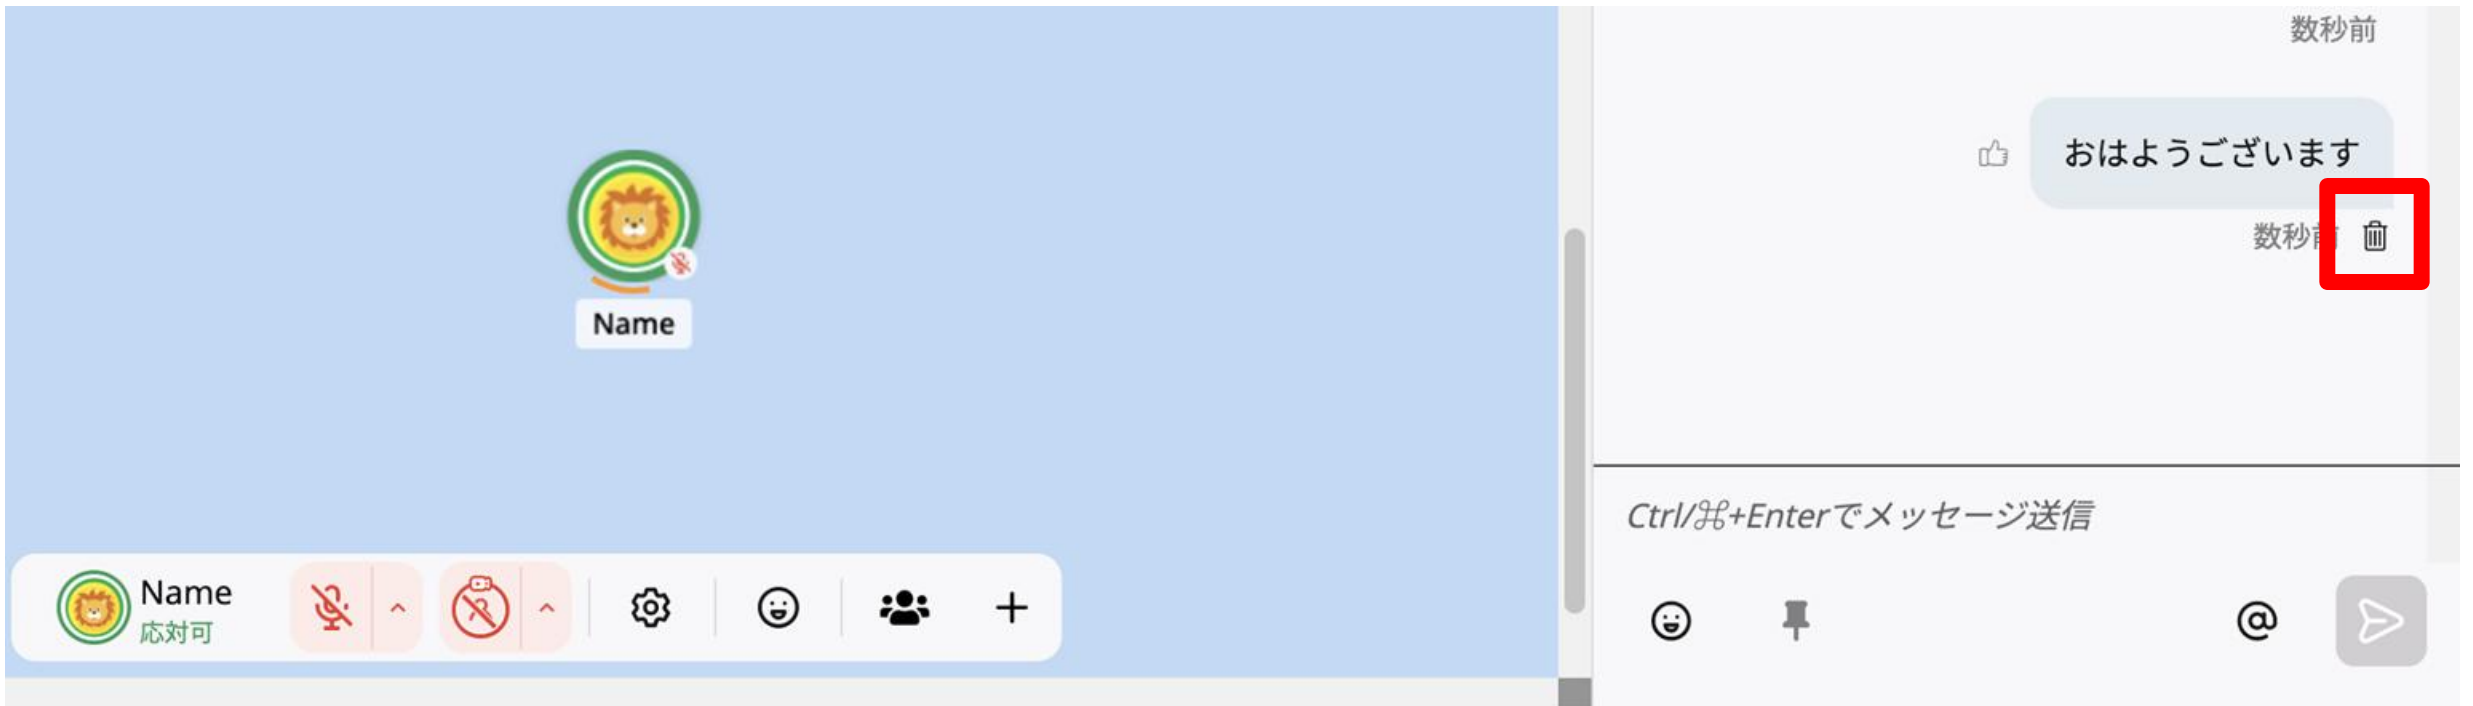 数秒前
おはようございます
数秒前
Name
Ctrl/⌘+Enterでメッセージ送信
Name
応対可